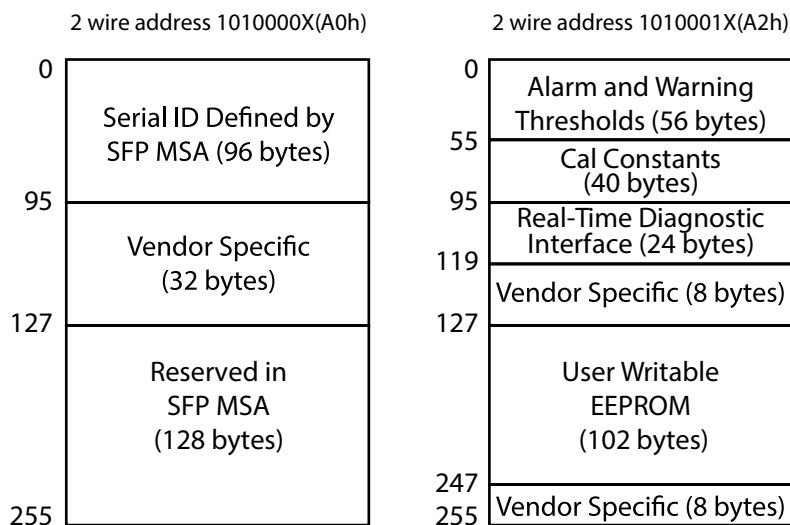 2 wire address 1010000X(A0h)
0
Serial ID Defined by
SFP MSA (96 bytes)
95
Vendor Specific
(32 bytes)
127
Reserved in
SFP MSA
(128 bytes)
255
2 wire address 1010001X(A2h)
0
Alarm and Warning
Thresholds (56 bytes)
55
Cal Constants
(40 bytes)
95
Real-Time Diagnostic
Interface (24 bytes)
119
Vendor Specific (8 bytes)
127
User Writable
EEPROM
(102 bytes)
247
Vendor Specific (8 bytes)
255